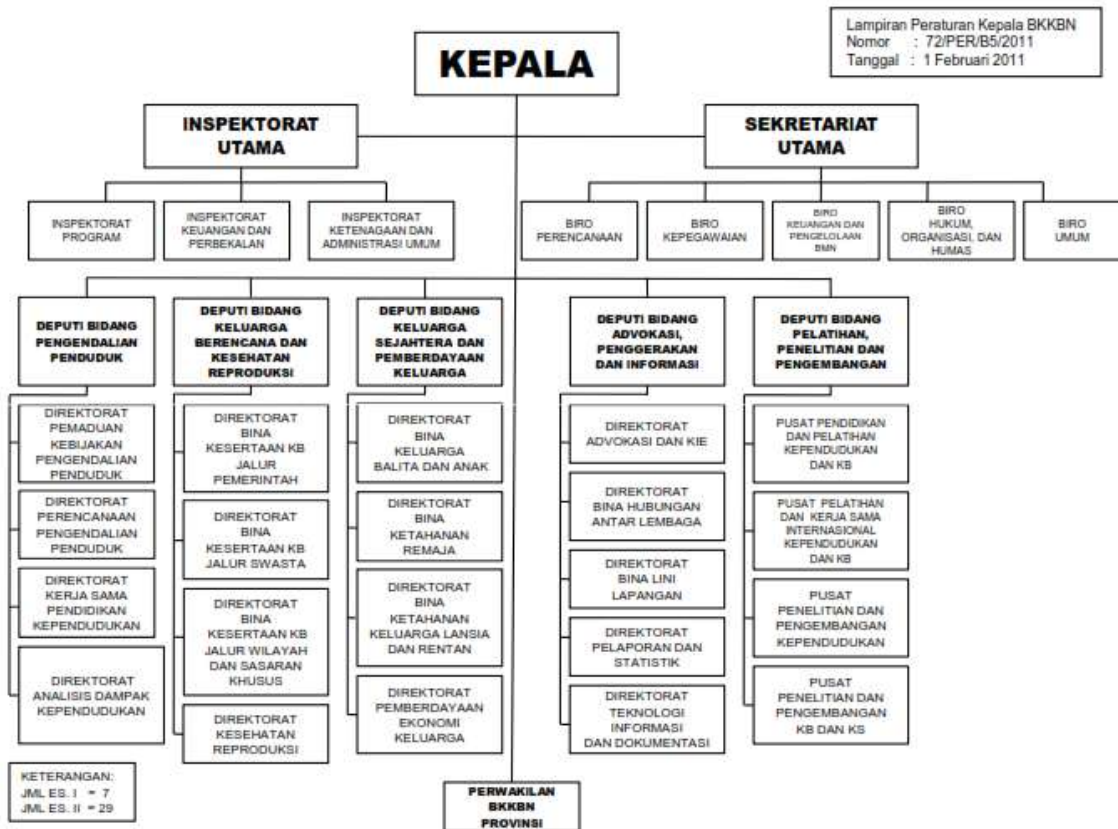 Lampiran Peraturan Kepala BKKBN
Nomor : 72/PER/B5/2011
Tanggal : 1 Februari 2011
KEPALA
INSPEKTORAT
UTAMA
SEKRETARIAT
UTAMA
INSPEKTORAT
PROGRAM
INSPEKTORAT
KEUANGAN DAN
PERBEKALAN
INSPEKTORAT
KETENAGAAN DAN
ADMINISTRASI UMUM
BIRO
PERENCANAAN
BIRO
KEPEGAWAIAN
BIRO
KEUANGAN DAN
PENGELOLAAN
BMN
BIRO
HUKUM,
ORGANISASI, DAN
HUMAS
BIRO
UMUM
DEPUTI BIDANG
PENGENDALIAN
PENDUDUK
DEPUTI BIDANG
KELUARGA
BERENCANA DAN
KESEHATAN
REPRODUKSI
DEPUTI BIDANG
KELUARGA
SEJAHTERA DAN
PEMBERDAYAAN
KELUARGA
DEPUTI BIDANG
ADVOKASI,
PENGGERAKAN
DAN INFORMASI
DEPUTI BIDANG
PELATIHAN,
PENELITIAN DAN
PENGEMBANGAN
DIREKTORAT
PEMADUAN
KEBIJAKAN
PENGENDALIAN
PENDUDUK
DIREKTORAT
PERENCANAAN
PENGENDALIAN
PENDUDUK
DIREKTORAT
KERJA SAMA
PENDIDIKAN
KEPENDUDUKAN
DIREKTORAT
ANALISIS DAMPAK
KEPENDUDUKAN
DIREKTORAT
BINA
KESERTAAN KB
JALUR
PEMERINTAH
DIREKTORAT
BINA
KESERTAAN KB
JALUR SWASTA
DIREKTORAT
BINA
KESERTAAN KB
JALUR WILAYAH
DAN SASARAN
KHUSUS
DIREKTORAT
KESEHATAN
REPRODUKSI
DIREKTORAT
BINA
KELUARGA
BALITA DAN ANAK
DIREKTORAT
BINA
KETAHANAN
REMAJA
DIREKTORAT
BINA
KETAHANAN
KELUARGA LANSIA
DAN RENTAN
DIREKTORAT
PEMBERDAYAAN
EKONOMI
KELUARGA
DIREKTORAT
ADVOKASI DAN KIE
DIREKTORAT
BINA HUBUNGAN
ANTAR LEMBAGA
DIREKTORAT
BINA LINI
LAPANGAN
DIREKTORAT
PELAPORAN DAN
STATISTIK
DIREKTORAT
TEKNOLOGI
INFORMASI
DAN DOKUMENTASI
PUSAT PENDIDIKAN
DAN PELATIHAN
KEPENDUDUKAN
DAN KB
PUSAT PELATIHAN
DAN KERJA SAMA
INTERNASIONAL
KEPENDUDUKAN
DAN KB
PUSAT
PENELITIAN DAN
PENGEMBANGAN
KEPENDUDUKAN
PUSAT
PENELITIAN DAN
PENGEMBANGAN
KB DAN KS
KETERANGAN:
JML ES. I = 7
JML ES. II = 29
PERWAKILAN
BKKBN
PROVINSI